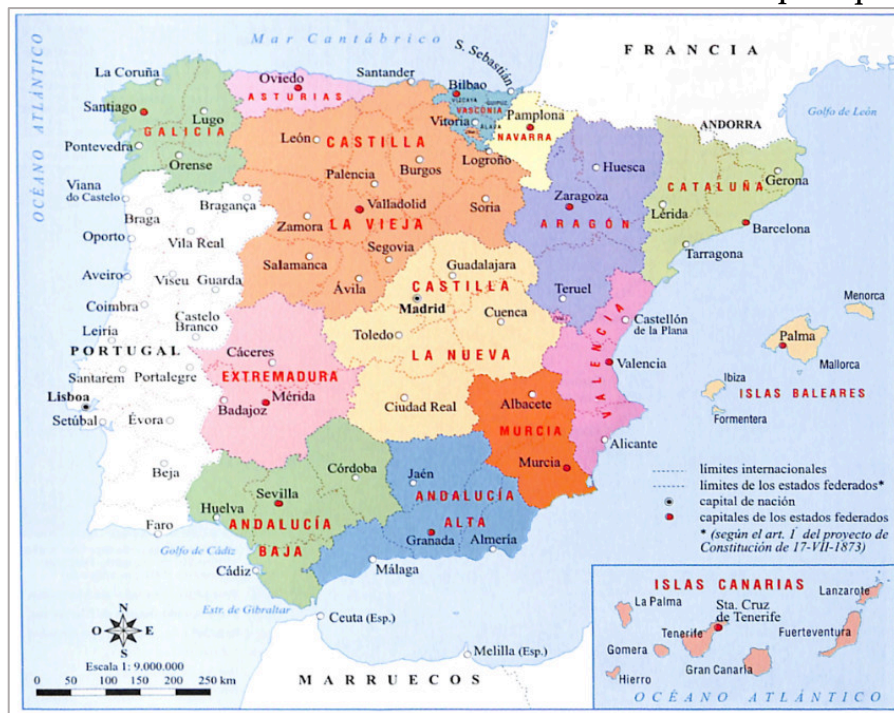 Mar Cantábrico
FRANCIA
OCÉANO ATLÁNTICO
La Coruña
Oviedo
Santander
Bilbao
S. Sebastián
Golfo de León
Santiago
Lugo
ASTURIAS
VIZCAYA
GUIPUZ
VASCONIA
ALAVA
Vitoria
Pamplona
ANDORRA
GALICIA
NAVARRA
Pontevedra
Orense
León
CASTILLA
Burgos
Logroño
Huesca
CATALUÑA
Gerona
Viana
do Castelo
Bragança
Palencia
Valladolid
Soria
Zaragoza
Lérida
Barcelona
Braga
Zamora
LA VIEJA
ARAGÓN
Tarragona
Oporto
Vila Real
Segovia
Salamanca
Guadalajara
Aveiro
Viseu
Guarda
Ávila
CASTILLA
Teruel
Menorca
Coimbra
Madrid
Castelo
Branco
Cuenca
Castellón
de la Plana
Palma
Leiria
Toledo
VALENCIA
PORTUGAL
Cáceres
LA NUEVA
Valencia
Mallorca
Santarem
Portalegre
EXTREMADURA
Ibiza
ISLAS BALEARES
Lisboa
Badajoz
Mérida
Ciudad Real
Albacete
Formentera
Setúbal
Évora
MURCIA
Alicante
Beja
Córdoba
Jaén
Murcia
límites internacionales
límites de los estados federados*
Sevilla
ANDALUCÍA
capital de nación
Huelva
ANDALUCÍA
ALTA
capitales de los estados federados
Faro
Granada
Almería
* (según el art. 1º del proyecto de
Constitución de 17-VII-1873)
Golfo de Cádiz
BAJA
Cádiz
Málaga
ISLAS CANARIAS
Estr. de Gibraltar
Lanzarote
La Palma
Sta. Cruz
de Tenerife
N
Ceuta (Esp.)
O
E
Tenerife
Fuerteventura
S
Melilla (Esp.)
Gomera
Escala 1: 9.000.000
Hierro
Gran Canaria
0 50 100 150 200 250 km
MARRUECOS
OCÉANO ATLÁNTICO